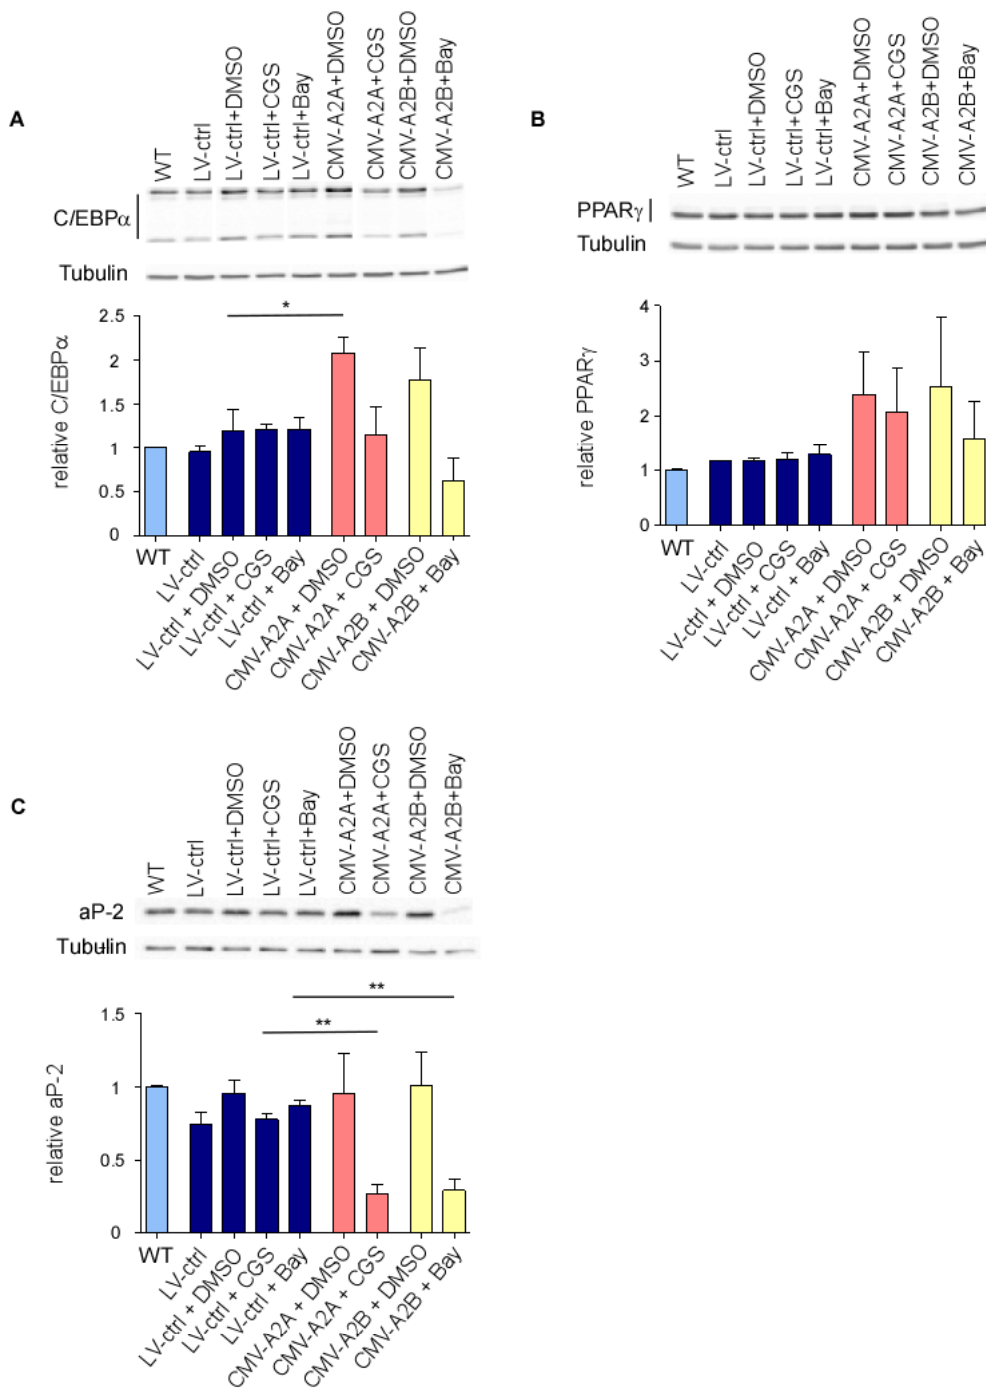 A
WT
LV-ctrl
LV-ctrl+DMSO
LV-ctrl+CGS
LV-ctrl+Bay
CMV-A2A+DMSO
CMV-A2A+CGS
CMV-A2B+DMSO
CMV-A2B+Bay
C/EBPα
Tubulin
relative C/EBPα
2.5
2
1.5
1
0.5
0
*
WT
LV-ctrl
LV-ctrl + DMSO
LV-ctrl + CGS
LV-ctrl + Bay
CMV-A2A + DMSO
CMV-A2A + CGS
CMV-A2B + DMSO
CMV-A2B + Bay
B
WT
LV-ctrl
LV-ctrl+DMSO
LV-ctrl+CGS
LV-ctrl+Bay
CMV-A2A+DMSO
CMV-A2A+CGS
CMV-A2B+DMSO
CMV-A2B+Bay
PPARγ
Tubulin
relative PPARγ
4
3
2
1
0
WT
LV-ctrl
LV-ctrl + DMSO
LV-ctrl + CGS
LV-ctrl + Bay
CMV-A2A + DMSO
CMV-A2A + CGS
CMV-A2B + DMSO
CMV-A2B + Bay
C
WT
LV-ctrl
LV-ctrl+DMSO
LV-ctrl+CGS
LV-ctrl+Bay
CMV-A2A+DMSO
CMV-A2A+CGS
CMV-A2B+DMSO
CMV-A2B+Bay
aP-2
Tubulin
relative aP-2
1.5
1
0.5
0
**
**
WT
LV-ctrl
LV-ctrl + DMSO
LV-ctrl + CGS
LV-ctrl + Bay
CMV-A2A + DMSO
CMV-A2A + CGS
CMV-A2B + DMSO
CMV-A2B + Bay